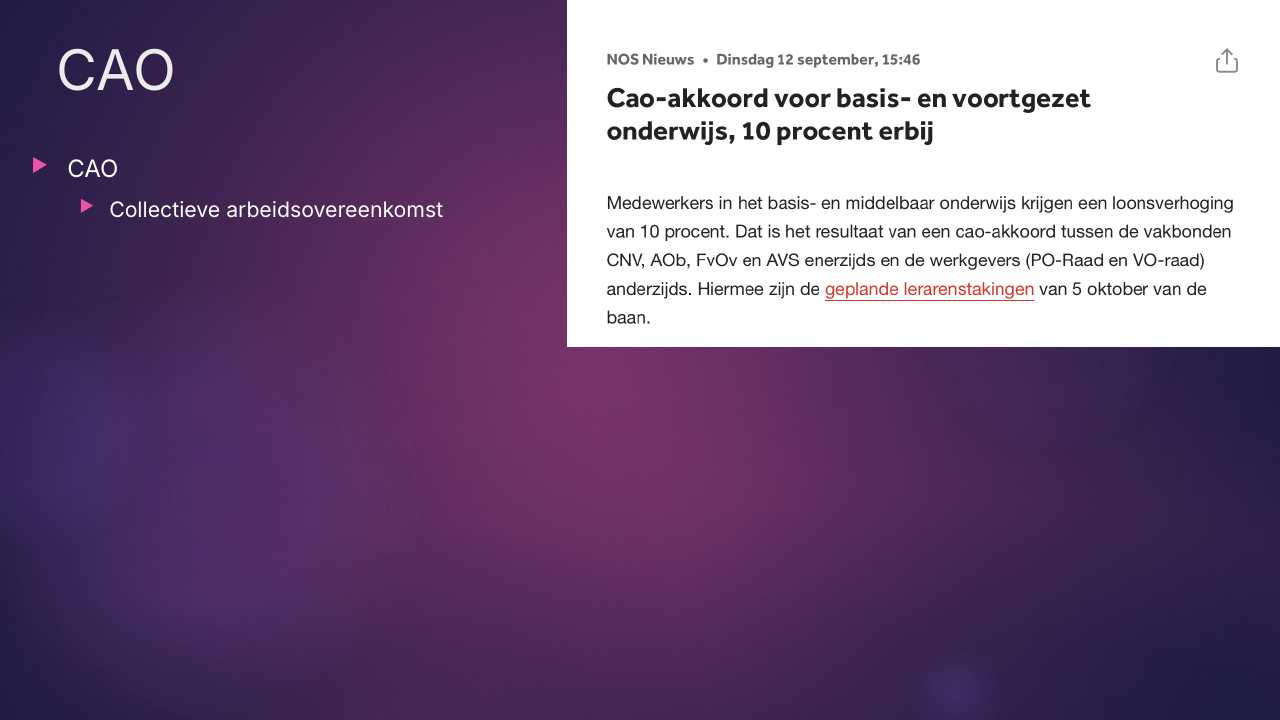 CAO
CAO
Collectieve arbeidsovereenkomst
NOS Nieuws • Dinsdag 12 september, 15:46
Cao-akkoord voor basis- en voortgezet
onderwijs, 10 procent erbij
Medewerkers in het basis- en middelbaar onderwijs krijgen een loonsverhoging
van 10 procent. Dat is het resultaat van een cao-akkoord tussen de vakbonden
CNV, AOb, FvOv en AVS enerzijds en de werkgevers (PO-Raad en VO-raad)
anderzijds. Hiermee zijn de geplande lerarenstakingen van 5 oktober van de
baan.